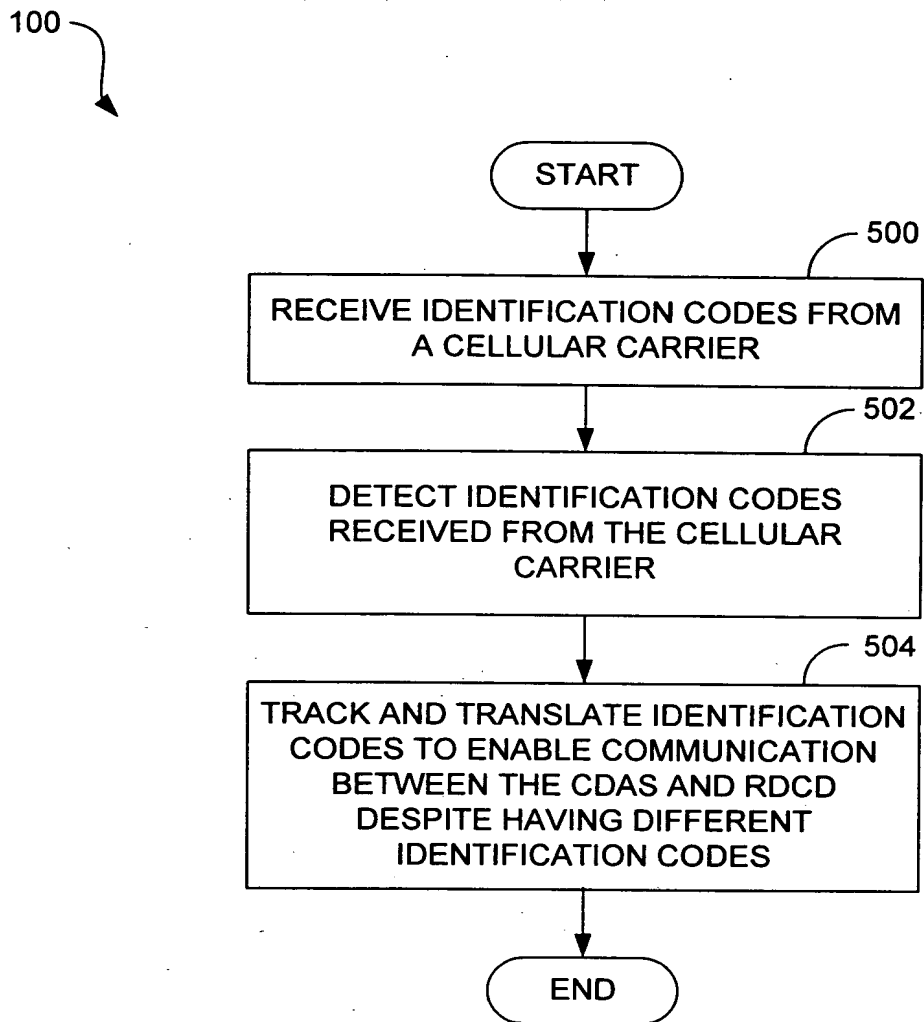 100
START
500
RECEIVE IDENTIFICATION CODES FROM
A CELLULAR CARRIER
502
DETECT IDENTIFICATION CODES
RECEIVED FROM THE CELLULAR
CARRIER
504
TRACK AND TRANSLATE IDENTIFICATION
CODES TO ENABLE COMMUNICATION
BETWEEN THE CDAS AND RDCD
DESPITE HAVING DIFFERENT
IDENTIFICATION CODES
END